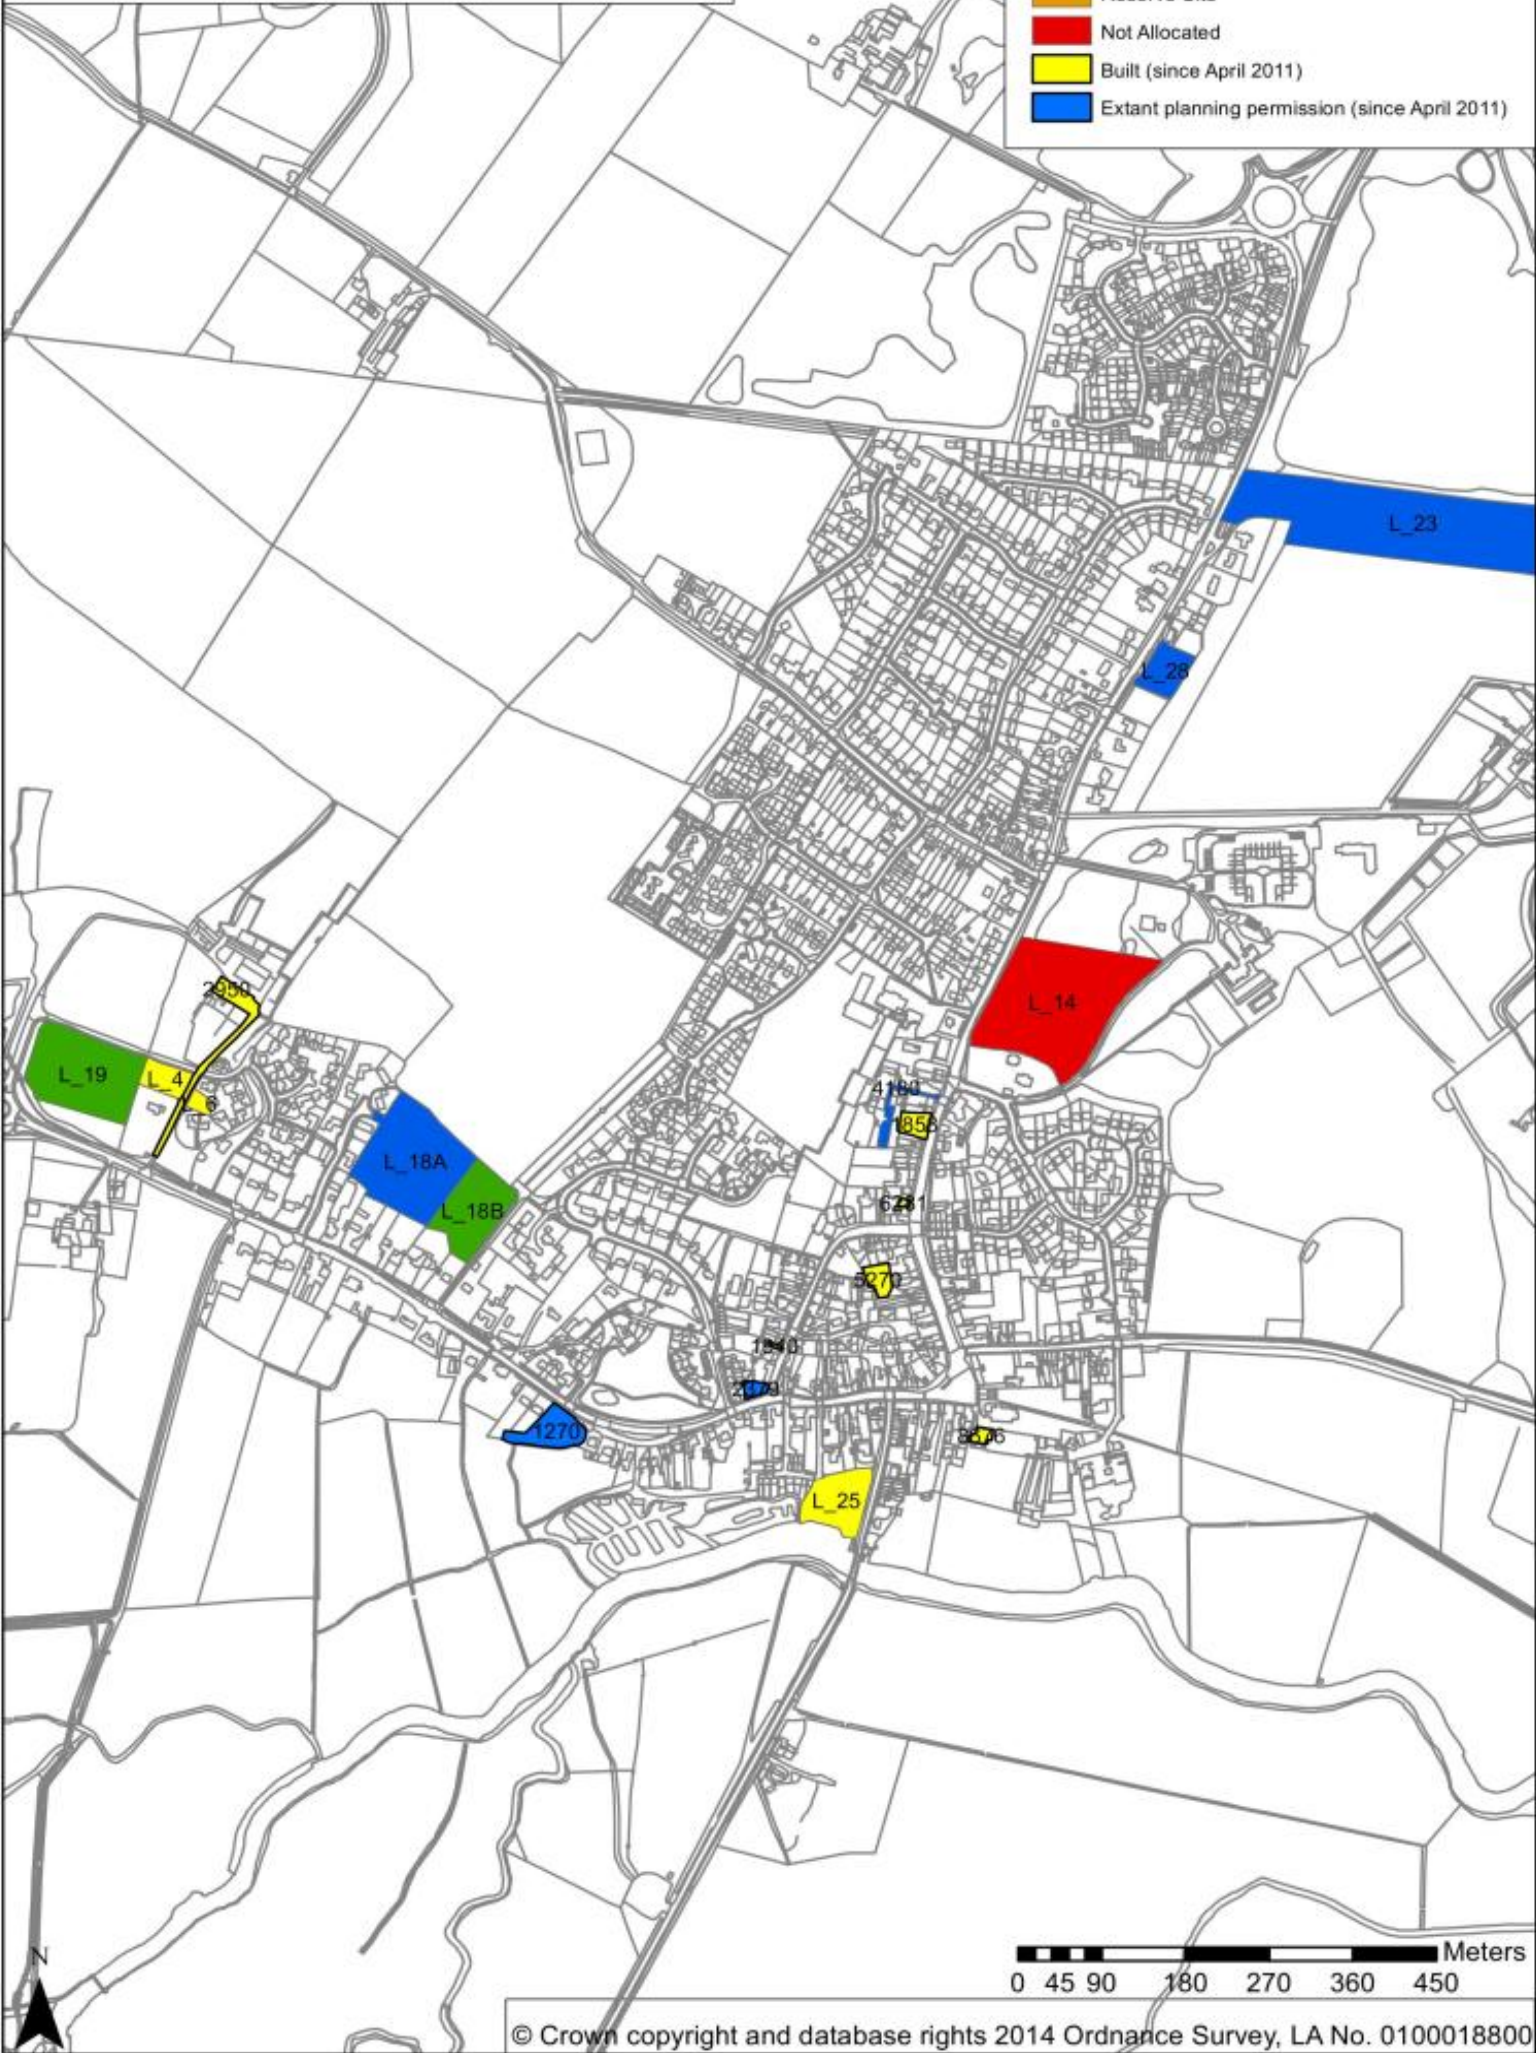 Not Allocated
Built (since April 2011)
Extant planning permission (since April 2011)
L_23
L_28
2950
L_14
L_19
L_4
4180
L_18A
6281
L_18B
5270
1270
L_25
N
Meters
0 45 90 180 270 360 450
© Crown copyright and database rights 2014 Ordnance Survey, LA No. 0100018800